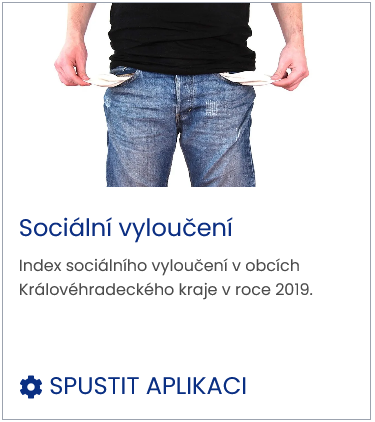 Sociální vyloučení
Index sociálního vyloučení v obcích
Královéhradeckého kraje v roce 2019.
SPUSTIT APLIKACI